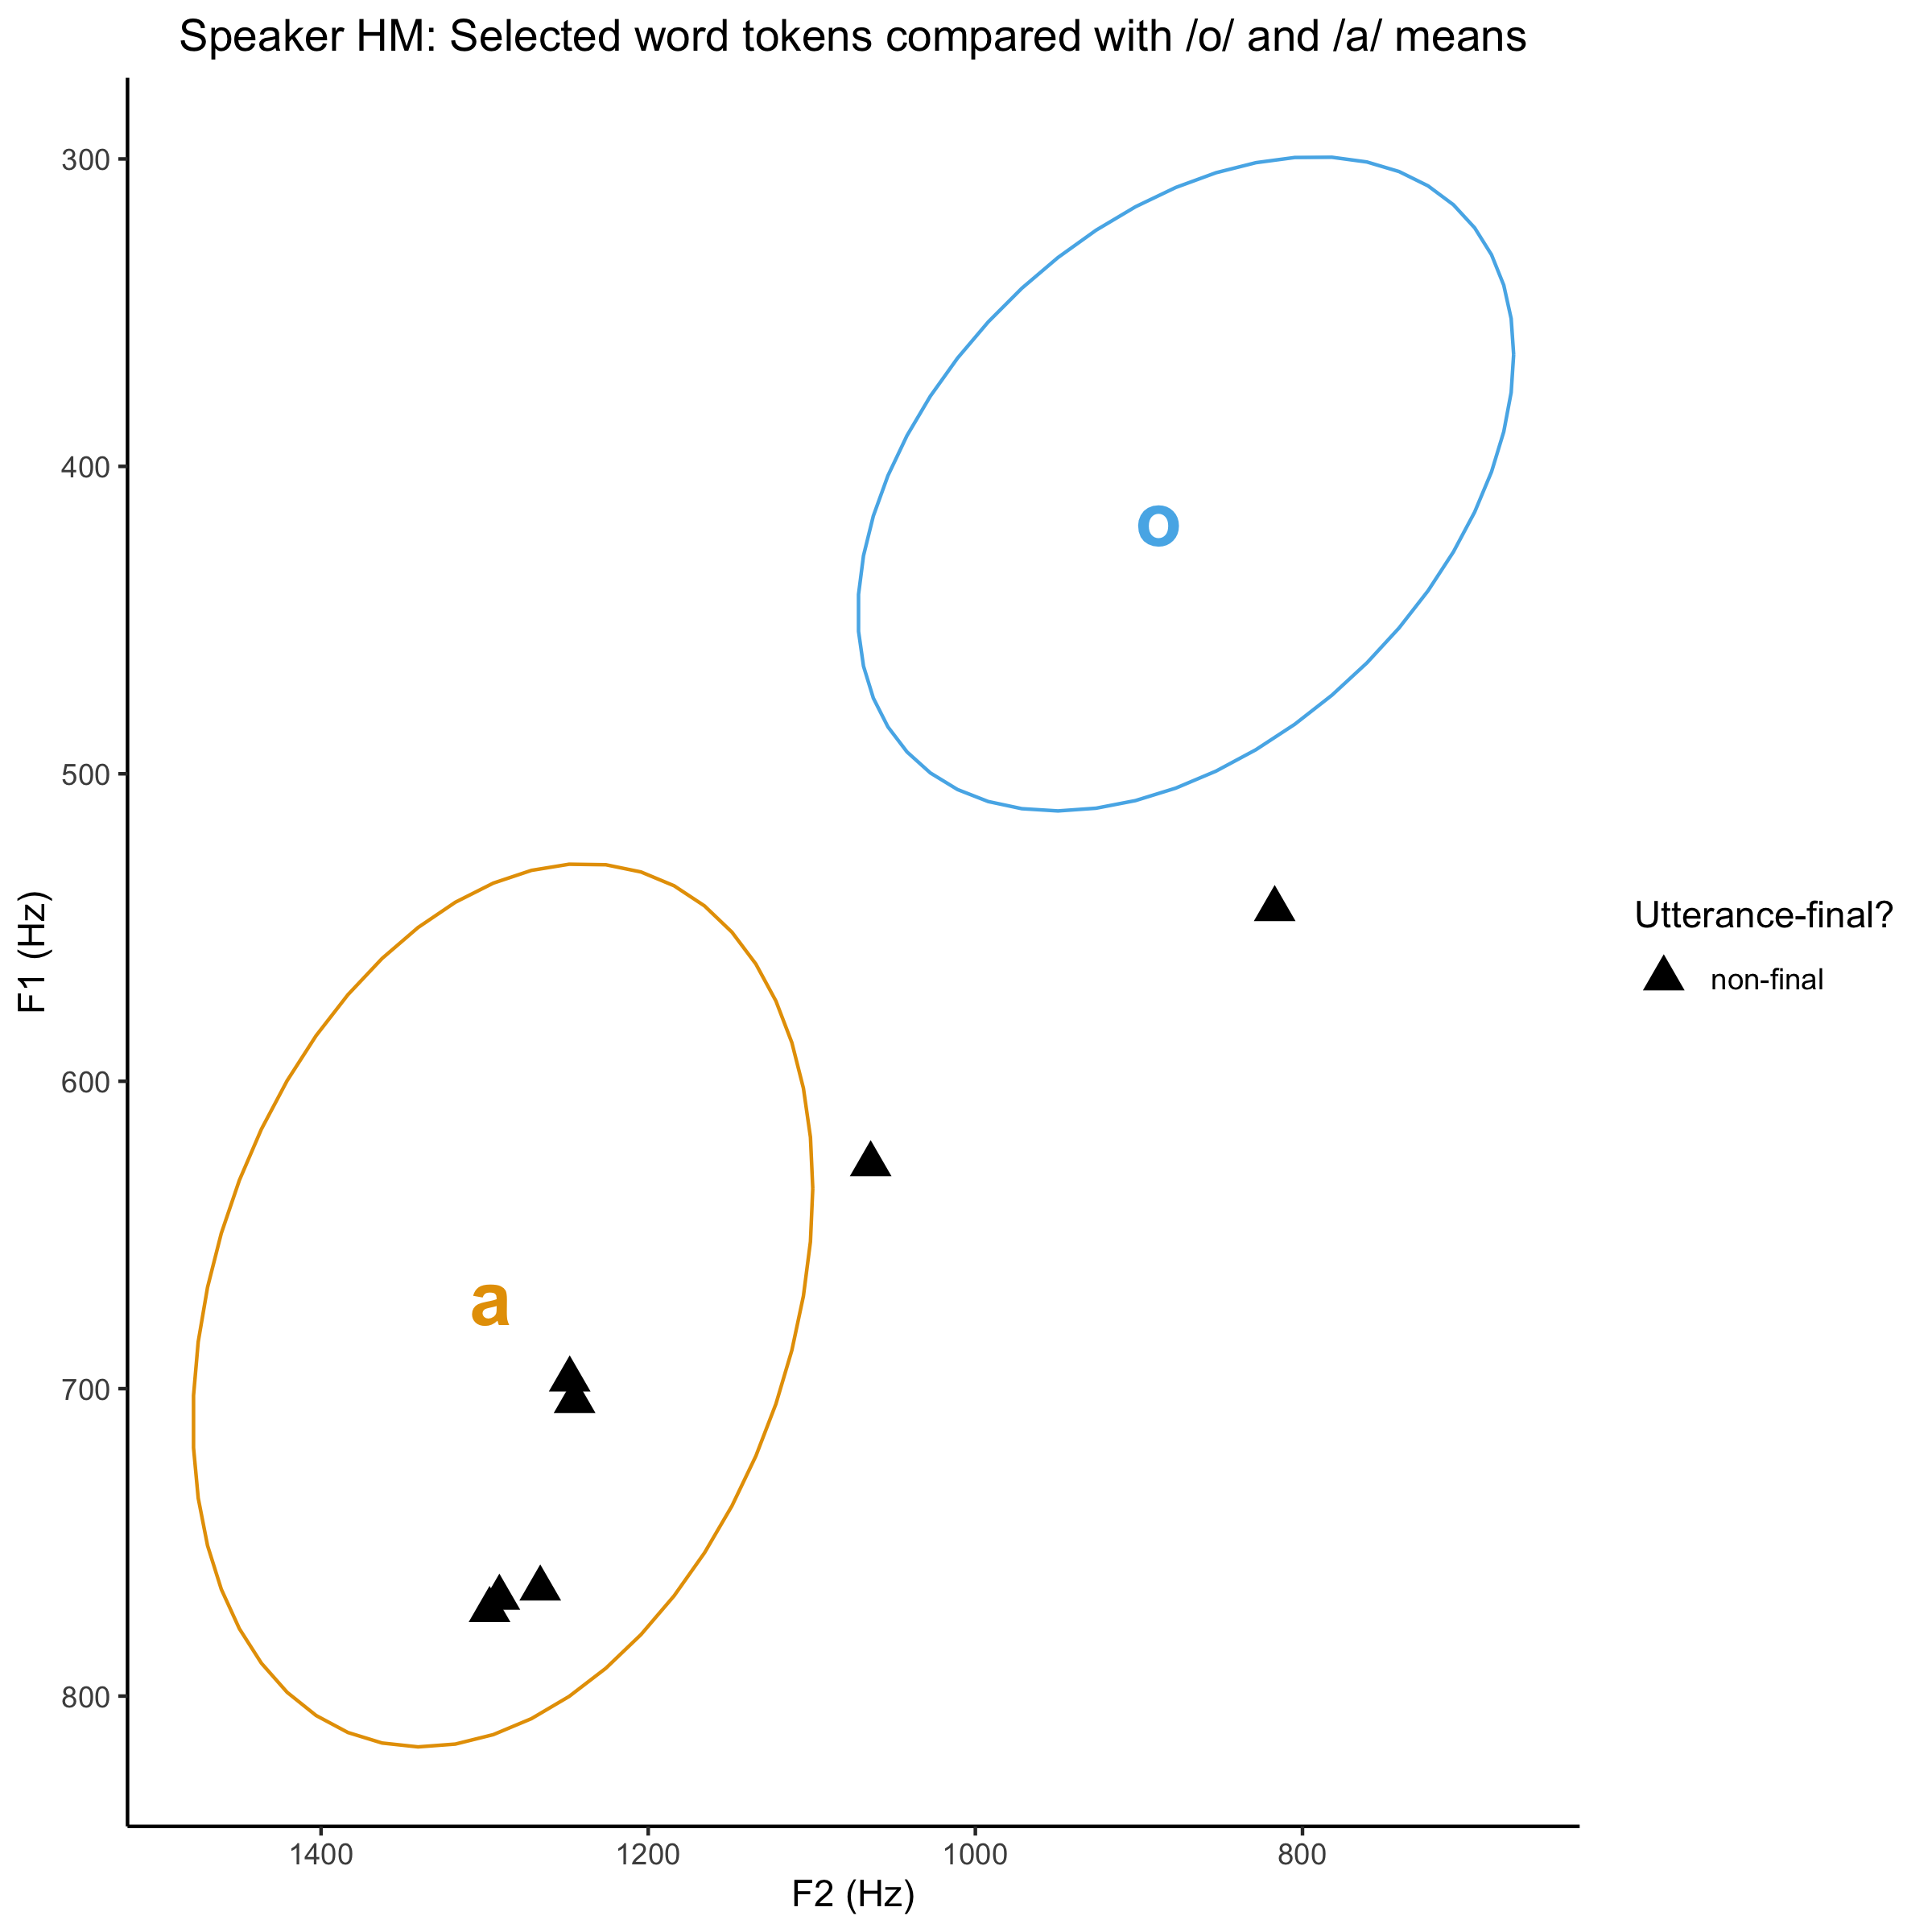 Speaker HM: Selected word tokens compared with /o/ and /a/ means
300
400
500
600
700
800
F1 (Hz)
o
a
1400
1200
1000
800
F2 (Hz)
Utterance-final?
non-final